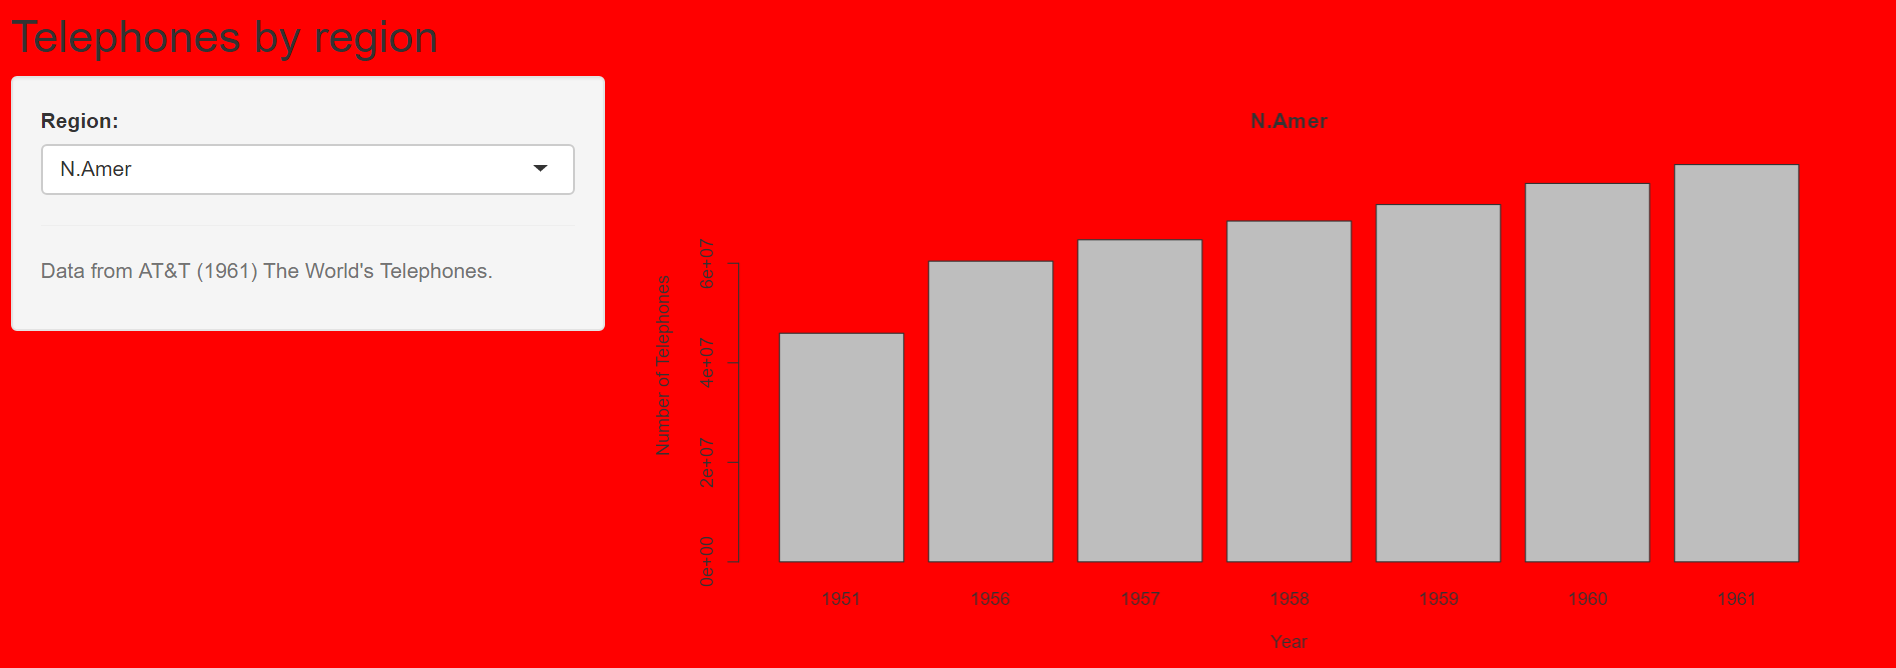 Telephones by region
Region:
N.Amer
Data from AT&T (1961) The World's Telephones.
N.Amer
Number of Telephones
6e+07
4e+07
2e+07
0e+00
1951 1956 1957 1958 1959 1960 1961
Year